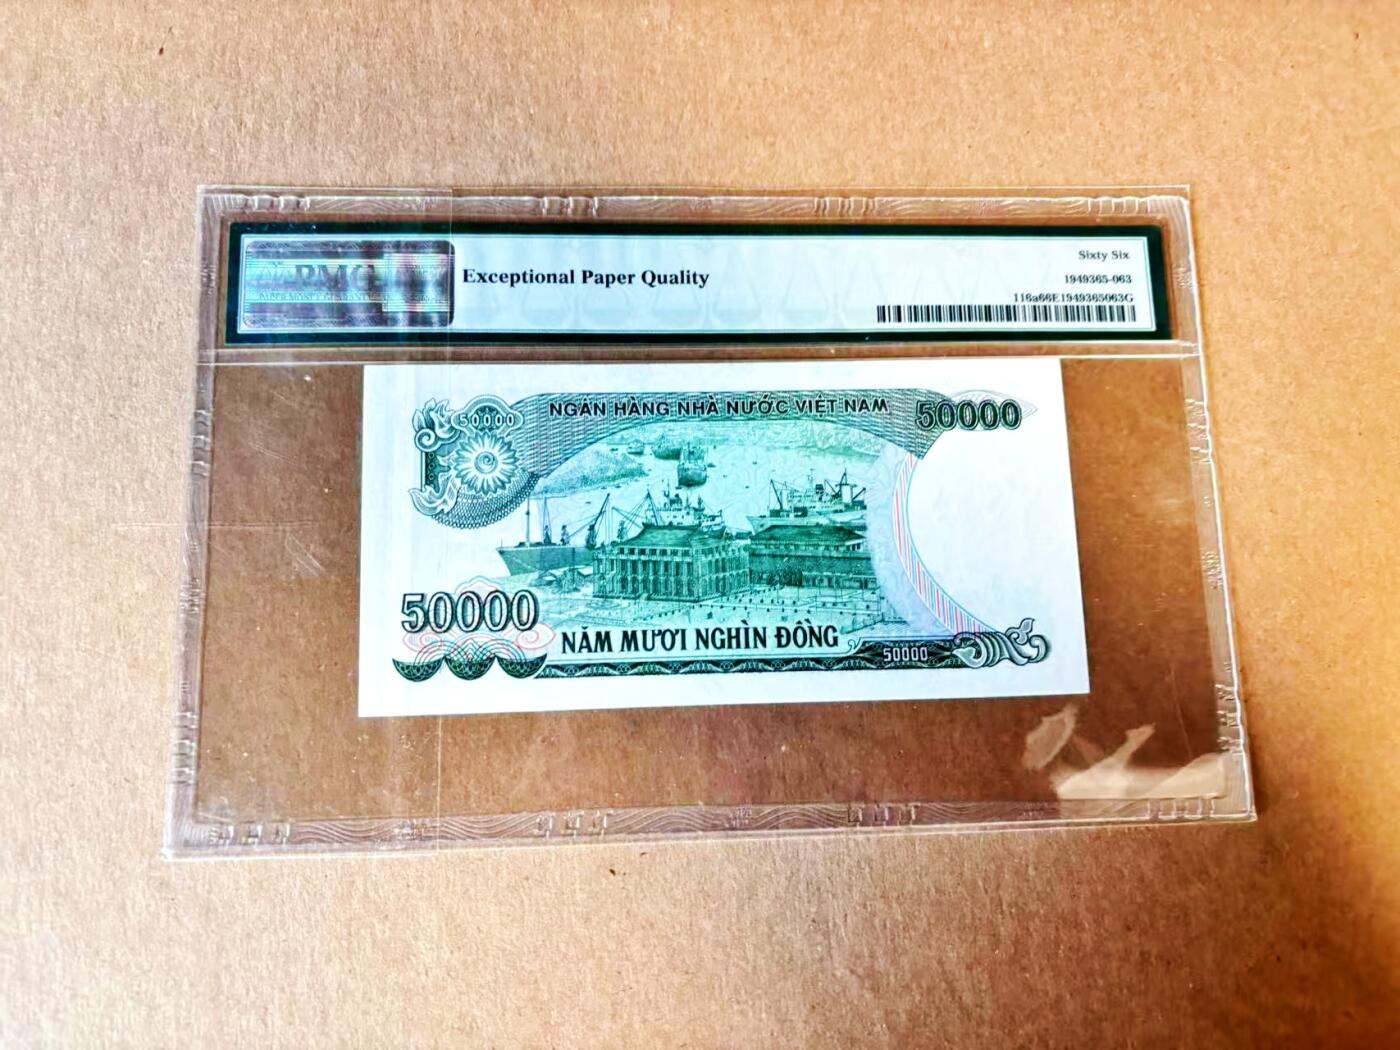 PMG
Exceptional Paper Quality
Sixty Six
1949365-063
116a66E1949365063G
50000
NGÂN HÀNG NHÀ NƯỚC VIỆT NAM
50000
50000
NĂM MƯƠI NGHÌN ĐỒNG
50000